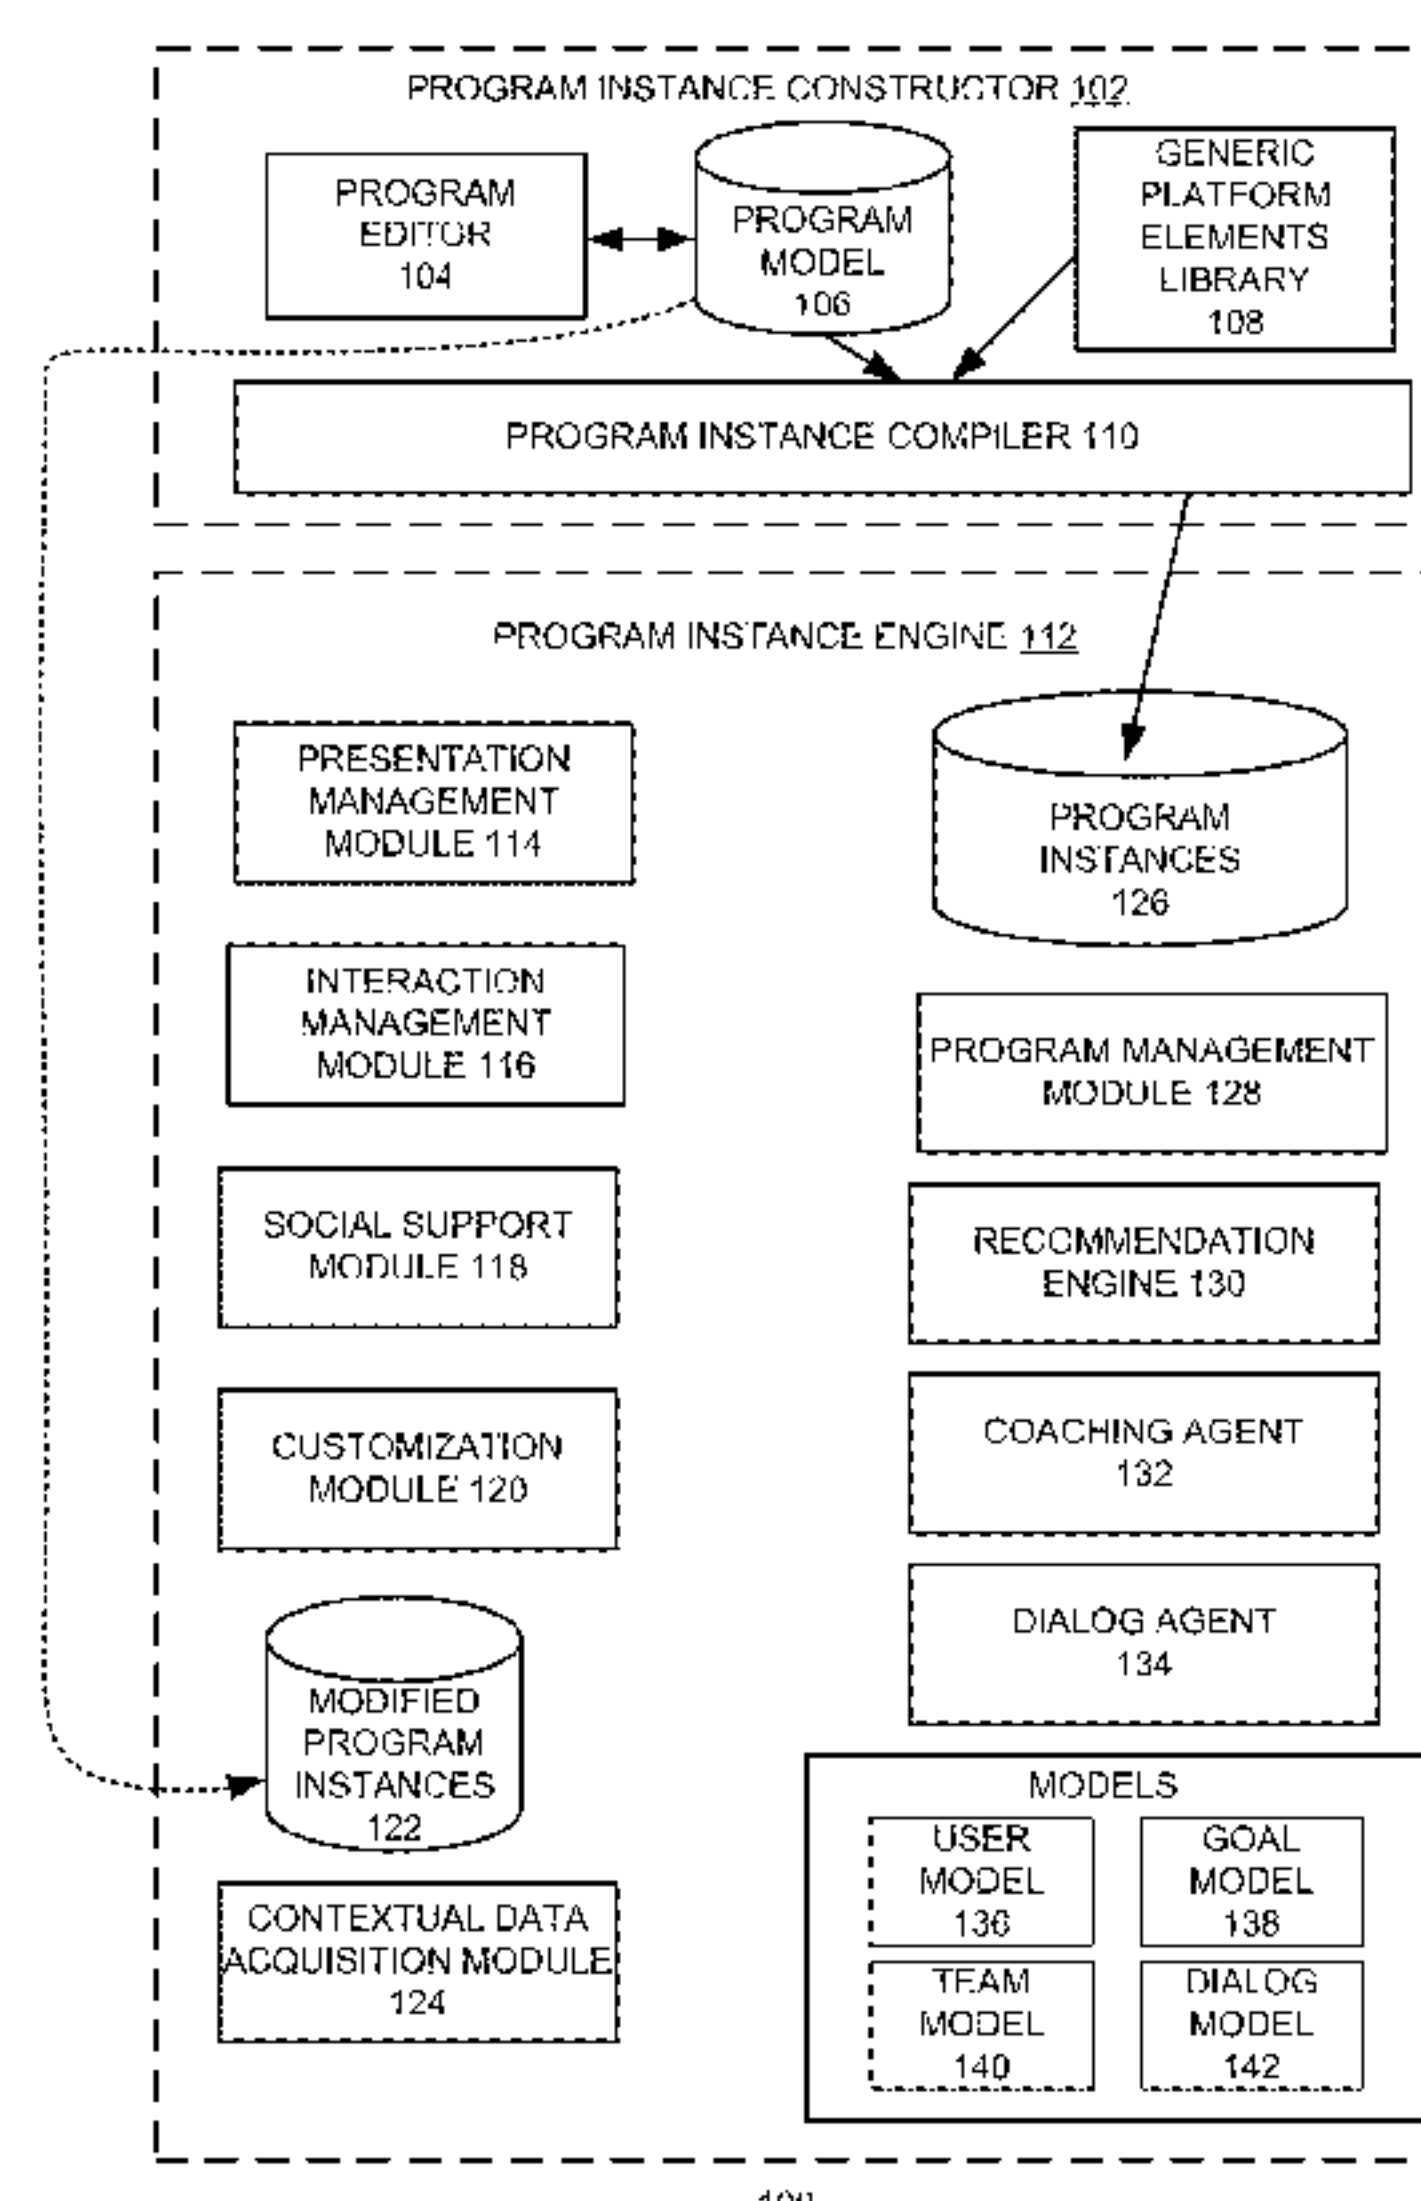 PROGRAM INSTANCE CONSTRUCTOR 102
PROGRAM
EDITOR
104
PROGRAM
MODEL
106
GENERIC
PLATFORM
ELEMENTS
LIBRARY
108
PROGRAM INSTANCE COMPILER 110
PROGRAM INSTANCE ENGINE 112
PRESENTATION
MANAGEMENT
MODULE 114
INTERACTION
MANAGEMENT
MODULE 116
SOCIAL SUPPORT
MODULE 118
CUSTOMIZATION
MODULE 120
MODIFIED
PROGRAM
INSTANCES
122
CONTEXTUAL DATA
ACQUISITION MODULE
124
PROGRAM
INSTANCES
126
PROGRAM MANAGEMENT
MODULE 128
RECOMMENDATION
ENGINE 130
COACHING AGENT
132
DIALOG AGENT
134
MODELS
USER
MODEL
136
GOAL
MODEL
138
TEAM
MODEL
140
DIALOG
MODEL
142